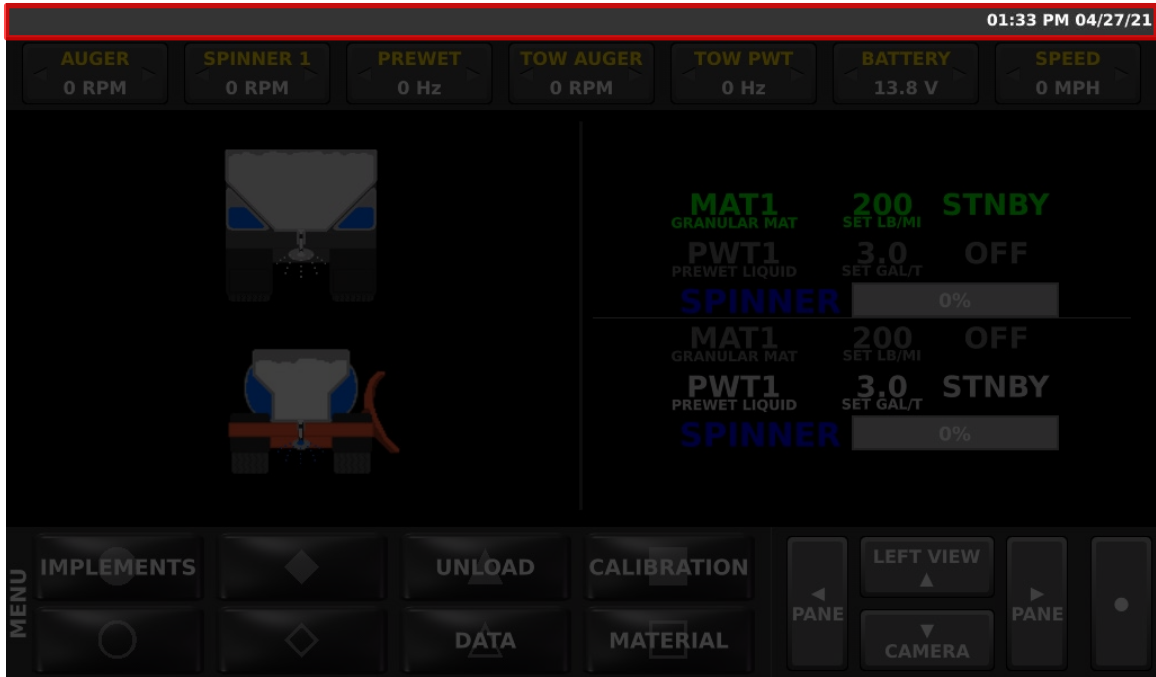 01:33 PM 04/27/21
AUGER SPINNER 1 PREWET TOW AUGER TOW PWT BATTERY SPEED
0 RPM 0 RPM 0 Hz 0 RPM 0 Hz 13.8 V 0 MPH
MAT1 200 STNBY
GRANULAR MAT SET LB/MI
PWT1 3.0 OFF
PREWET LIQUID SET GAL/T
SPINNER 0%
MAT1 200 OFF
GRANULAR MAT SET LB/MI
PWT1 3.0 STNBY
PREWET LIQUID SET GAL/T
SPINNER 0%
MENU
IMPLEMENTS UNLOAD CALIBRATION
DATA MATERIAL
PANE
LEFT VIEW
CAMERA
PANE